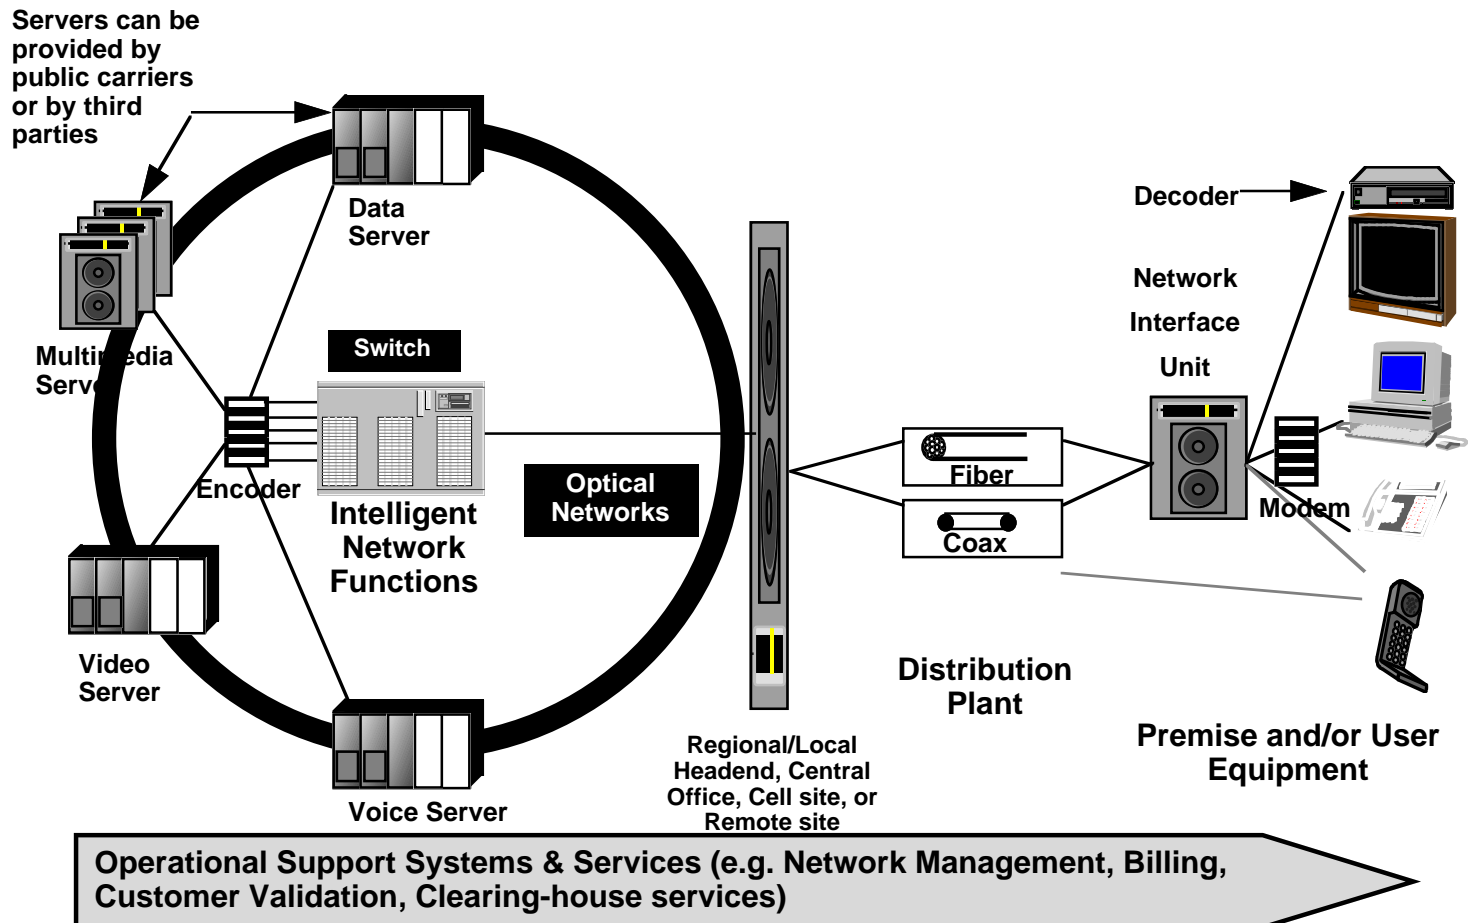 Servers can be
provided by
public carriers
or by third
parties
Data
Server
Multimedia
Server
Switch
Encoder
Intelligent
Network
Functions
Optical
Networks
Video
Server
Voice Server
Regional/Local
Headend, Central
Office, Cell site, or
Remote site
Fiber
Coax
Distribution
Plant
Decoder
Network
Interface
Unit
Modem
Premise and/or User
Equipment
Operational Support Systems & Services (e.g. Network Management, Billing,
Customer Validation, Clearing-house services)